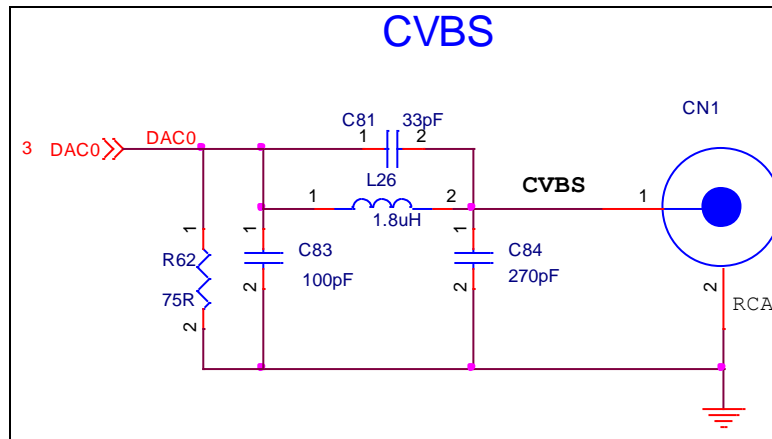 CVBS
C81 33pF
CN1
3 DAC0 DAC0
1 2
L26
1 2 CVBS 1
1.8uH
1 1 1
R62 C83 C84
100pF 270pF
75R
2 2 2 2
RCA